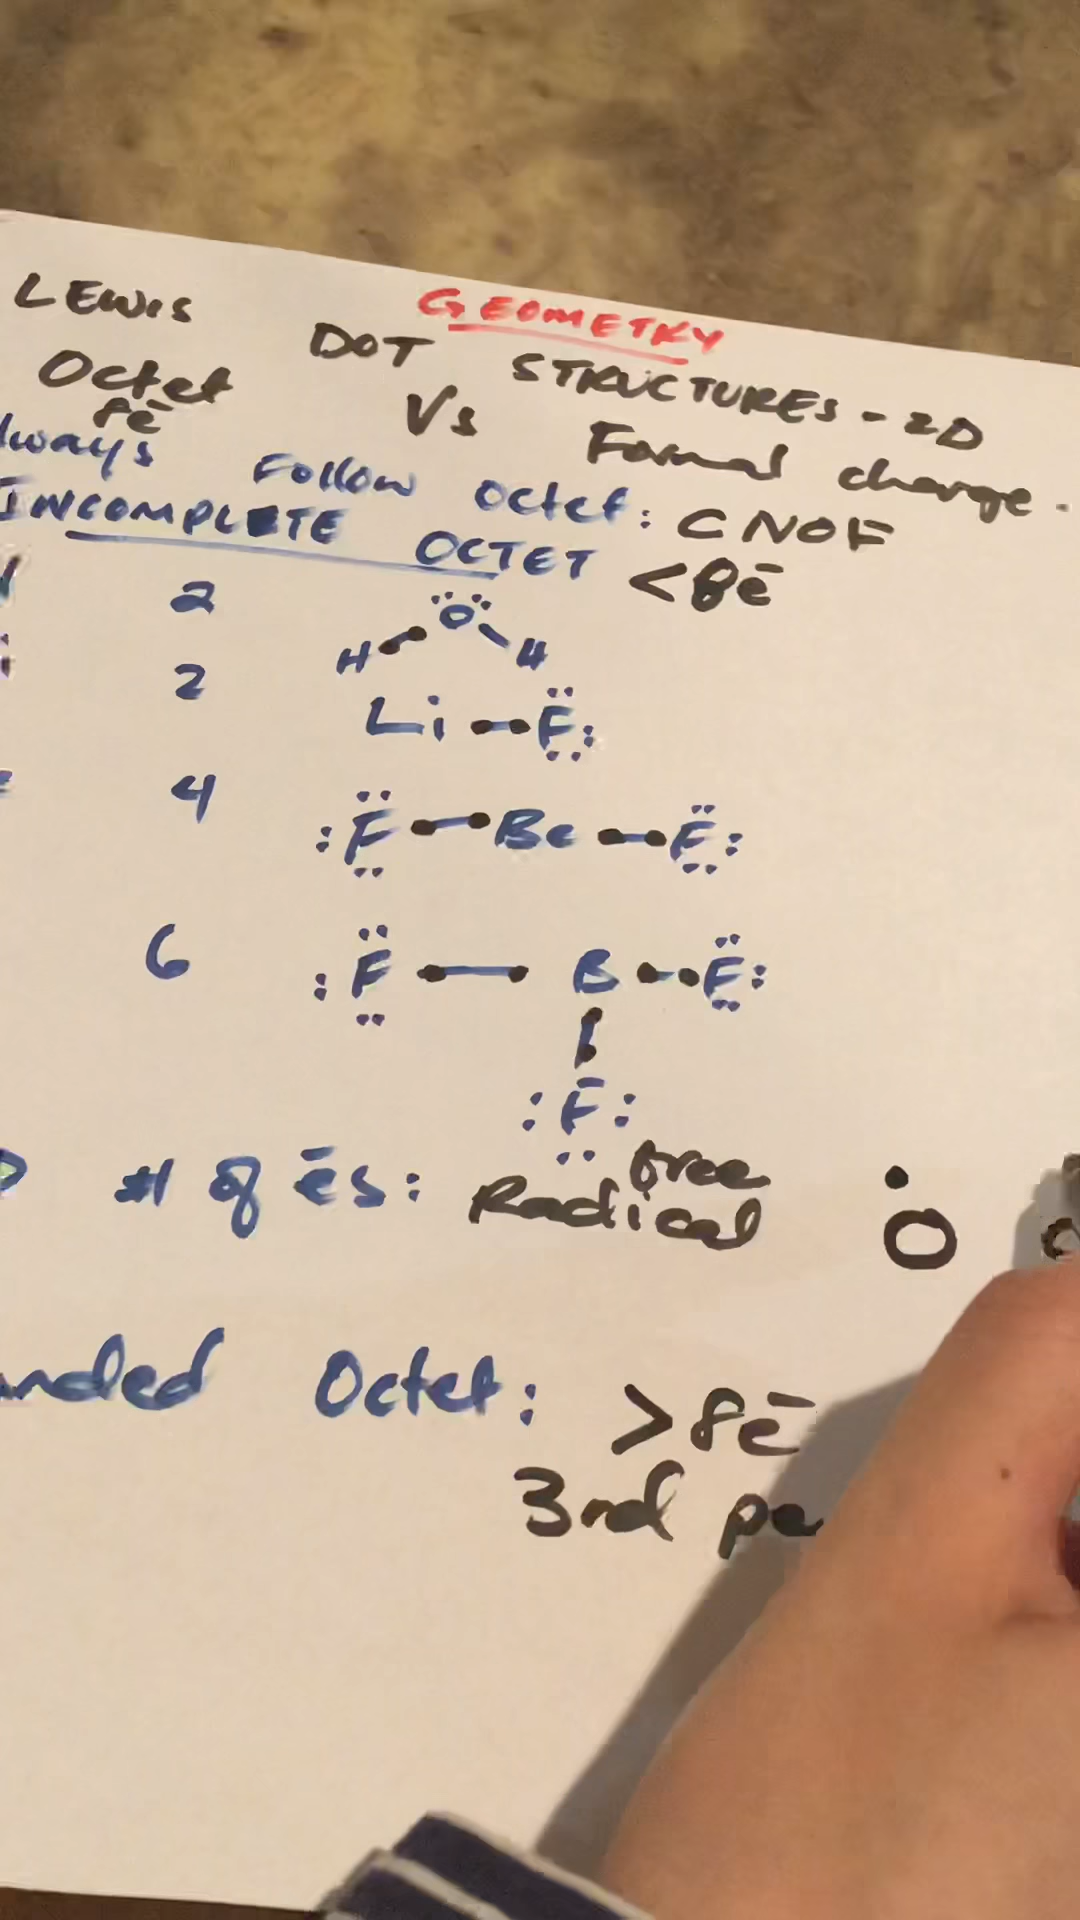 GEOMETRY
LEWIS DOT STRUCTURES - 2D
Octet Vs Formal charge.
8ē
lways Follow octet: CNOF
INCOMPLETE OCTET <8ē
2 H O H
2 Li F
4 F Be F
6 F B F
F
# of ēs: free Radical O
nded Octet: >8ē
3rd pe